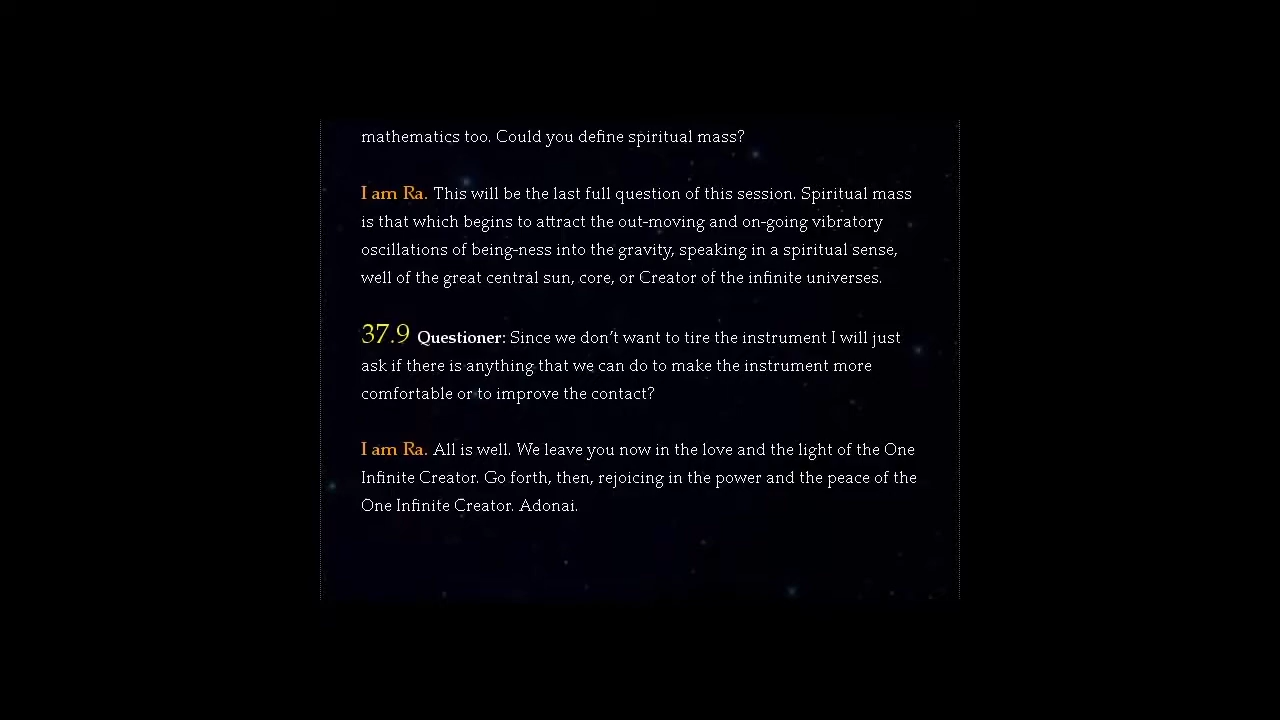 mathematics too. Could you define spiritual mass?
I am Ra. This will be the last full question of this session. Spiritual mass
is that which begins to attract the out-moving and on-going vibratory
oscillations of being-ness into the gravity, speaking in a spiritual sense,
well of the great central sun, core, or Creator of the infinite universes.
37.9 Questioner: Since we don’t want to tire the instrument I will just
ask if there is anything that we can do to make the instrument more
comfortable or to improve the contact?
I am Ra. All is well. We leave you now in the love and the light of the One
Infinite Creator. Go forth, then, rejoicing in the power and the peace of the
One Infinite Creator. Adonai.